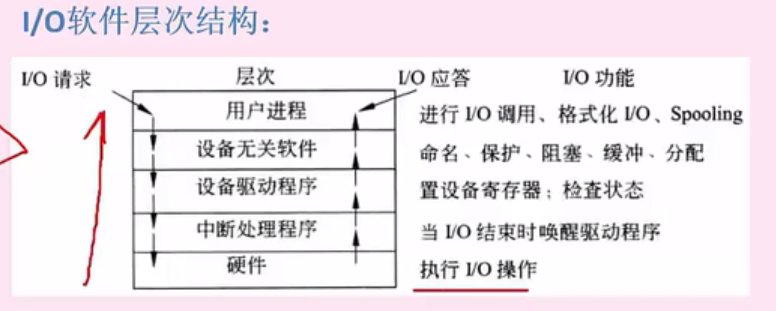 I/O软件层次结构：
I/O 请求 层次 I/O 应答 I/O 功能
用户进程 进行 I/O 调用、格式化 I/O、Spooling
设备无关软件 命名、保护、阻塞、缓冲、分配
设备驱动程序 置设备寄存器；检查状态
中断处理程序 当 I/O 结束时唤醒驱动程序
硬件 执行 I/O 操作